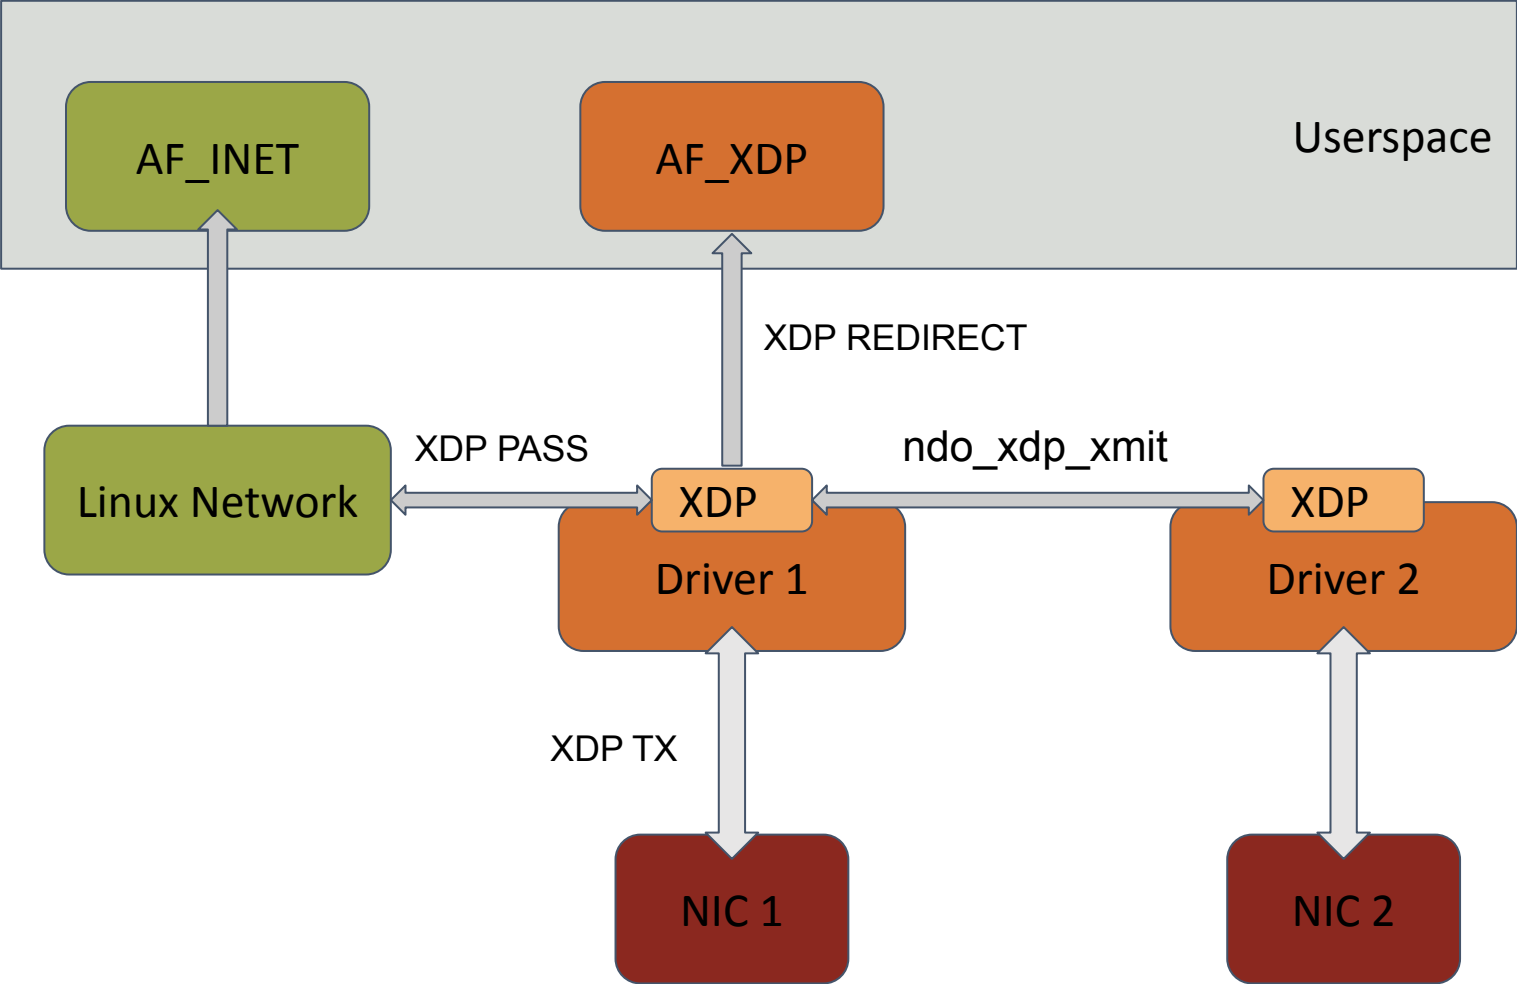 AF_INET
AF_XDP
Userspace
XDP REDIRECT
XDP PASS
ndo_xdp_xmit
Linux Network
XDP
XDP
Driver 1
Driver 2
XDP TX
NIC 1
NIC 2